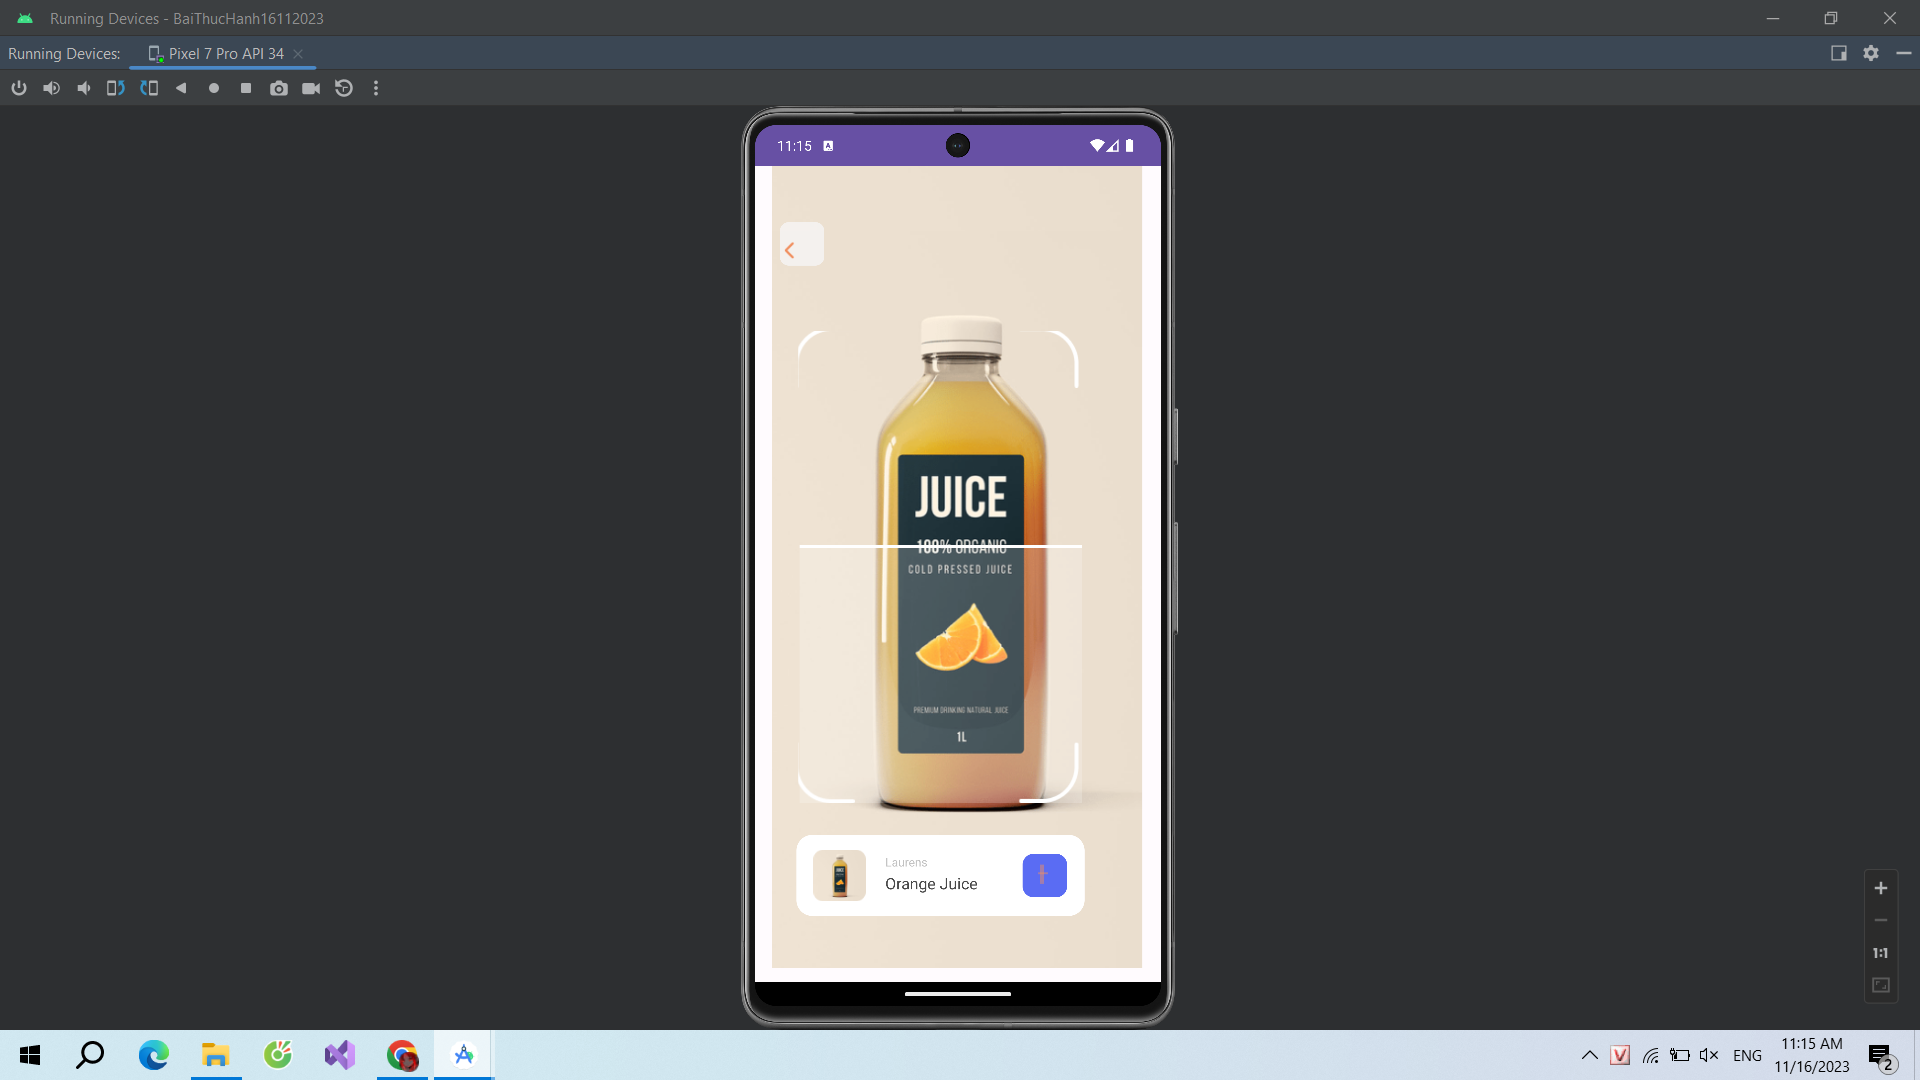 Running Devices - BaiThucHanh16112023
Running Devices:
Pixel 7 Pro API 34
11:15
JUICE
100% ORGANIC
COLD PRESSED JUICE
PREMIUM DRINKING NATURAL JUICE
1L
Laurens
Orange Juice
1:1
ENG
11:15 AM
11/16/2023
2